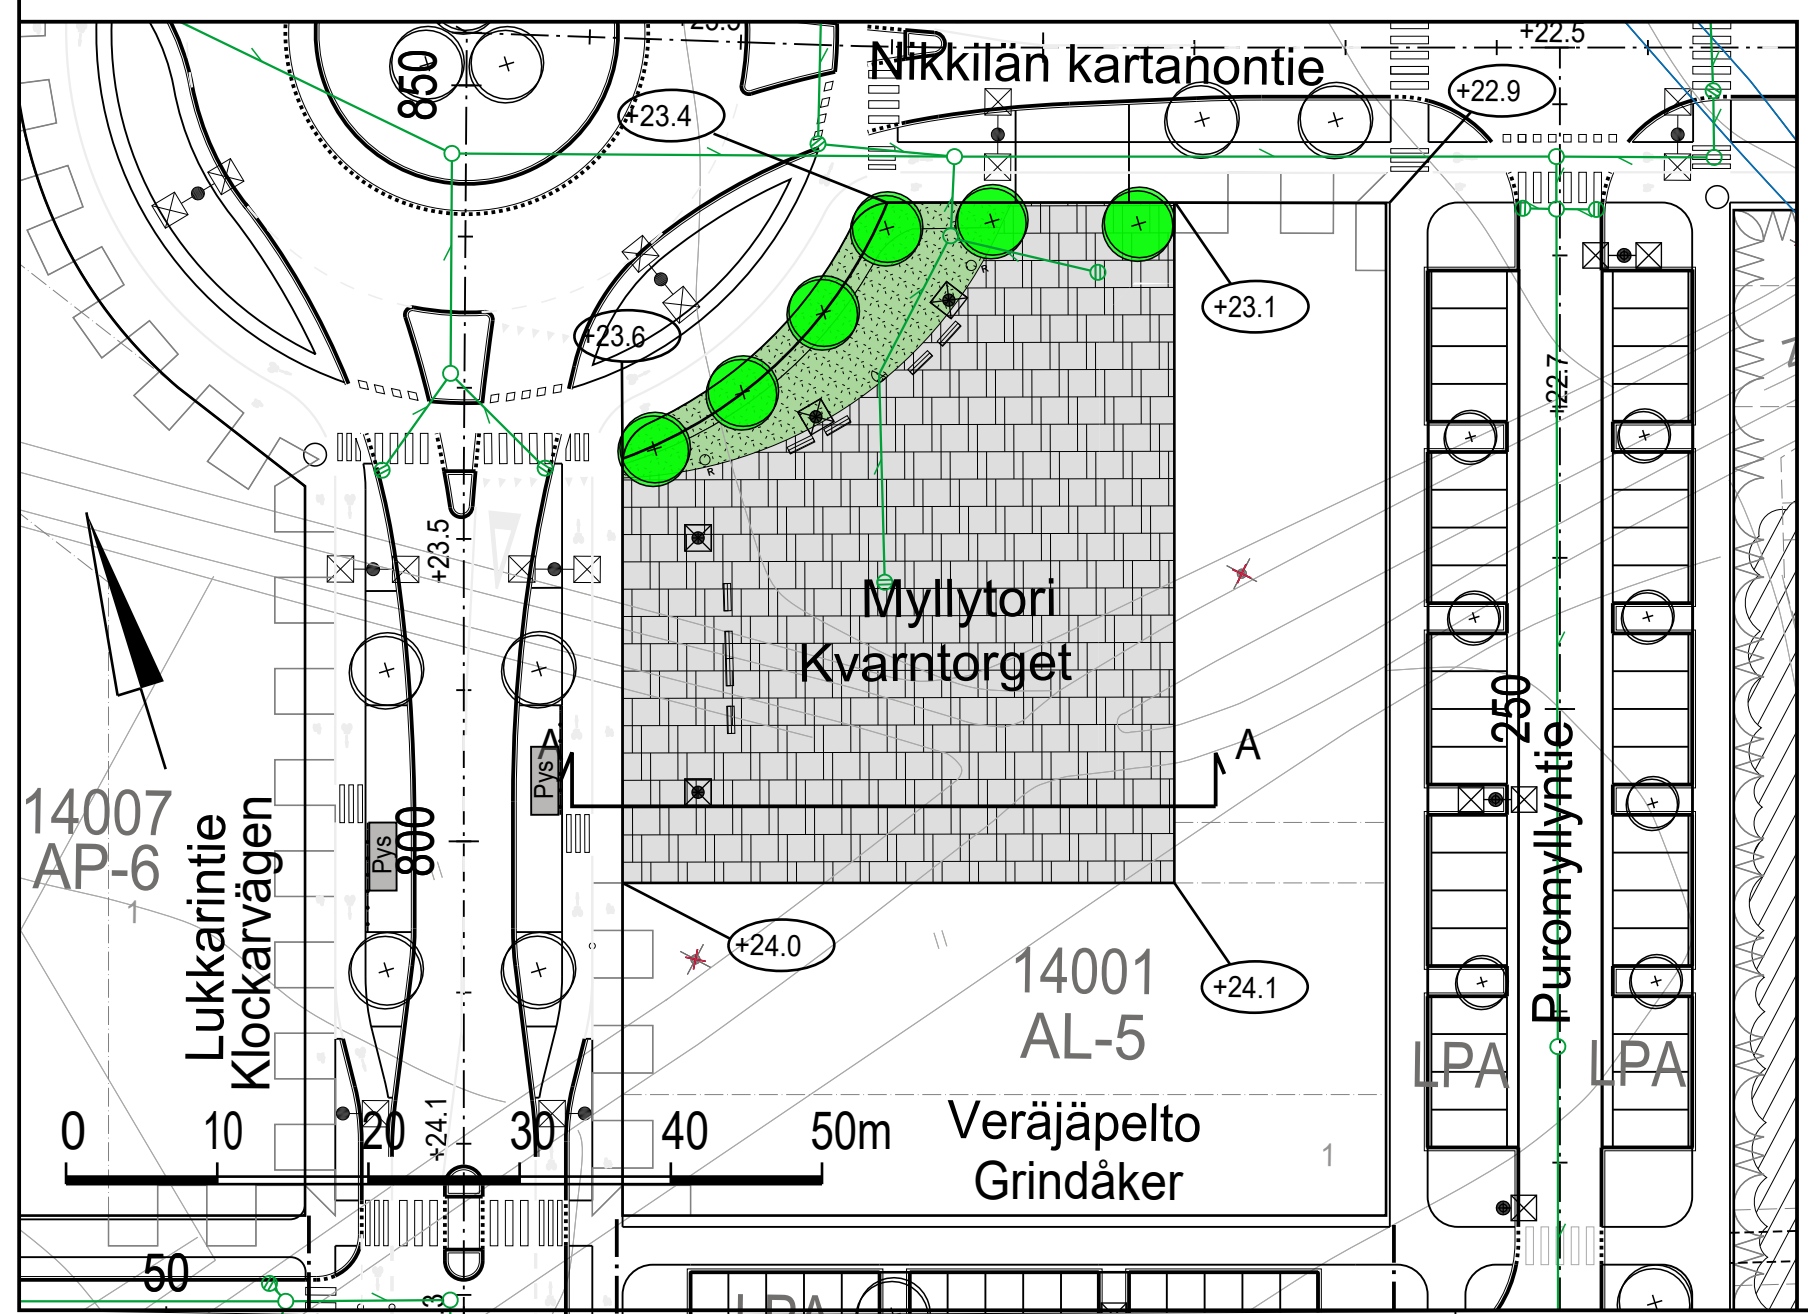 +22.5
Nikkilän kartanontie
850
+23.4
+22.9
+23.6
+23.1
R
+22.7
R
+23.5
Myllytori
Kvarntorget
250
Puromyllyntie
A
A
Pys
Pys
800
14007
AP-6
1
Lukkarintie
Klockarvägen
+24.0
+24.1
14001
AL-5
LPA
LPA
+24.1
0
10
20
30
40
50m
Veräjäpelto
Grindåker
1
50
LPA